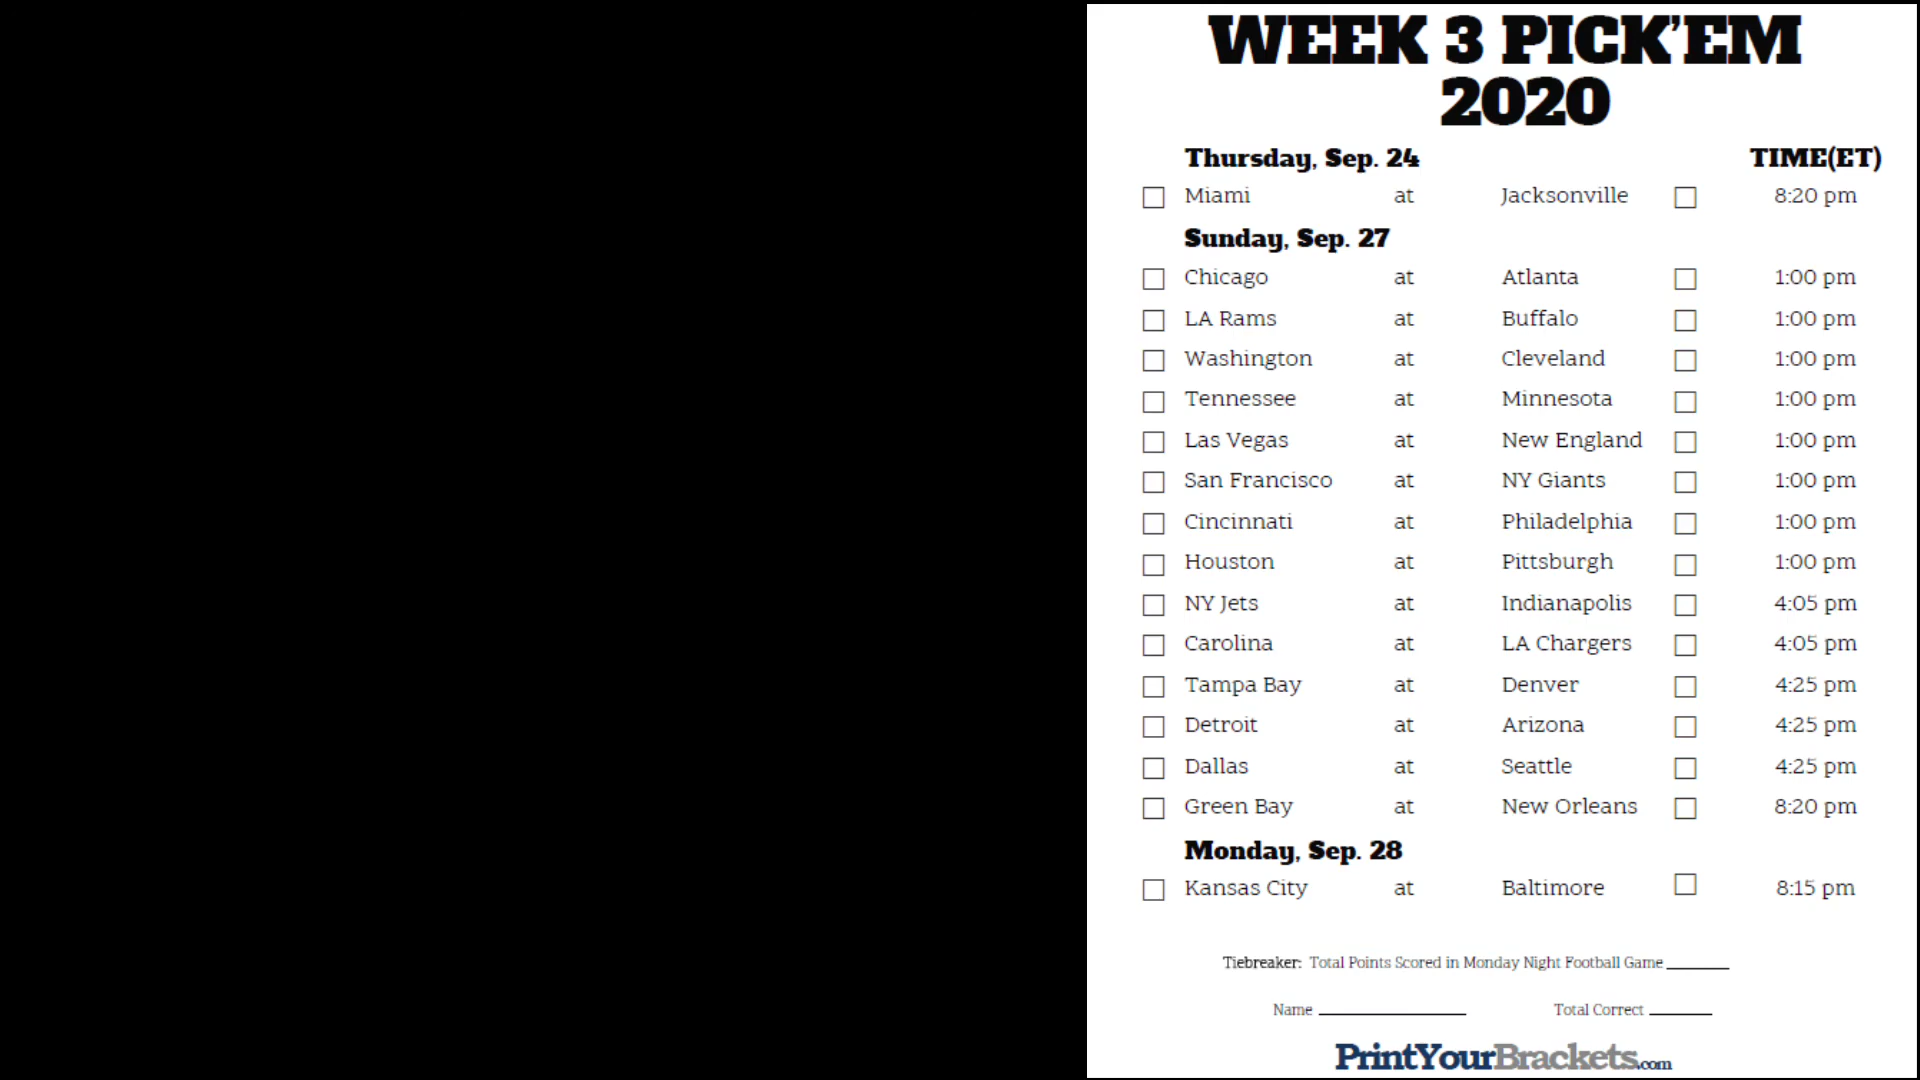 WEEK 3 PICK'EM
2020
Thursday, Sep. 24 TIME(ET)
Miami at Jacksonville 8:20 pm
Sunday, Sep. 27
Chicago at Atlanta 1:00 pm
LA Rams at Buffalo 1:00 pm
Washington at Cleveland 1:00 pm
Tennessee at Minnesota 1:00 pm
Las Vegas at New England 1:00 pm
San Francisco at NY Giants 1:00 pm
Cincinnati at Philadelphia 1:00 pm
Houston at Pittsburgh 1:00 pm
NY Jets at Indianapolis 4:05 pm
Carolina at LA Chargers 4:05 pm
Tampa Bay at Denver 4:25 pm
Detroit at Arizona 4:25 pm
Dallas at Seattle 4:25 pm
Green Bay at New Orleans 8:20 pm
Monday, Sep. 28
Kansas City at Baltimore 8:15 pm
Tiebreaker: Total Points Scored in Monday Night Football Game
Name Total Correct
PrintYourBrackets.com